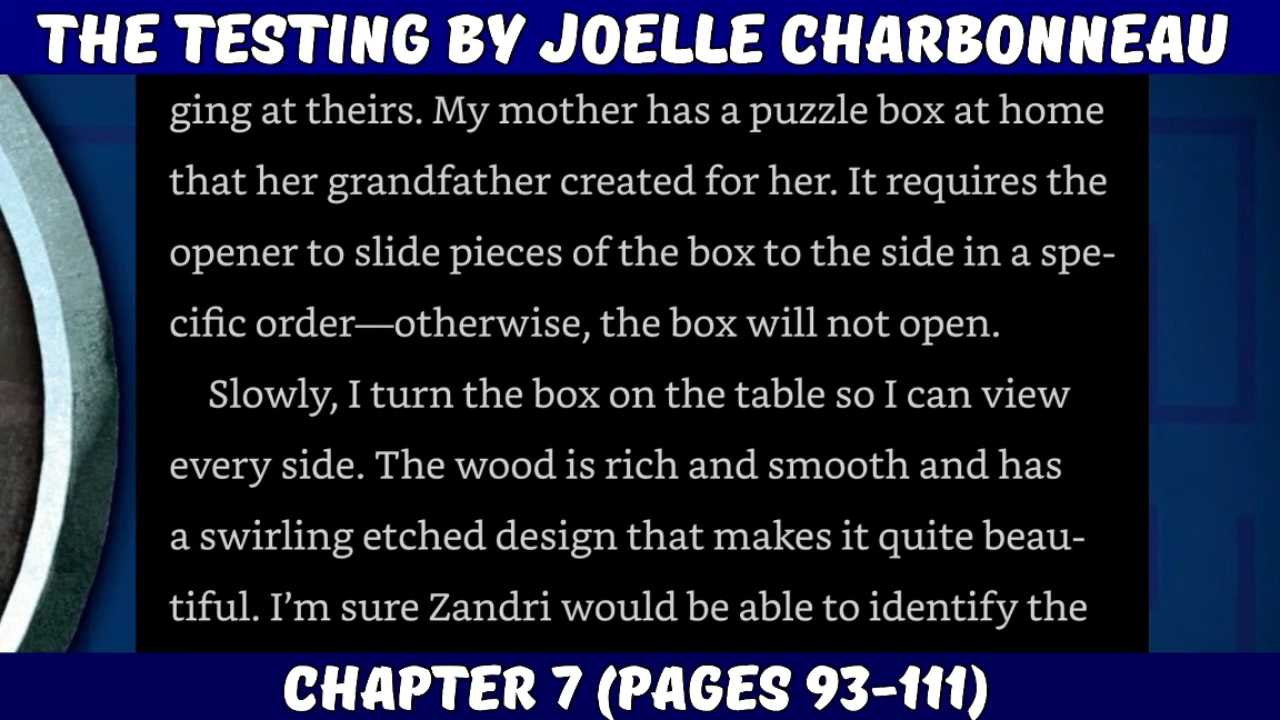 THE TESTING BY JOELLE CHARBONNEAU
ging at theirs. My mother has a puzzle box at home
that her grandfather created for her. It requires the
opener to slide pieces of the box to the side in a spe-
cific order—otherwise, the box will not open.
Slowly, I turn the box on the table so I can view
every side. The wood is rich and smooth and has
a swirling etched design that makes it quite beau-
tiful. I’m sure Zandri would be able to identify the
CHAPTER 7 (PAGES 93-111)